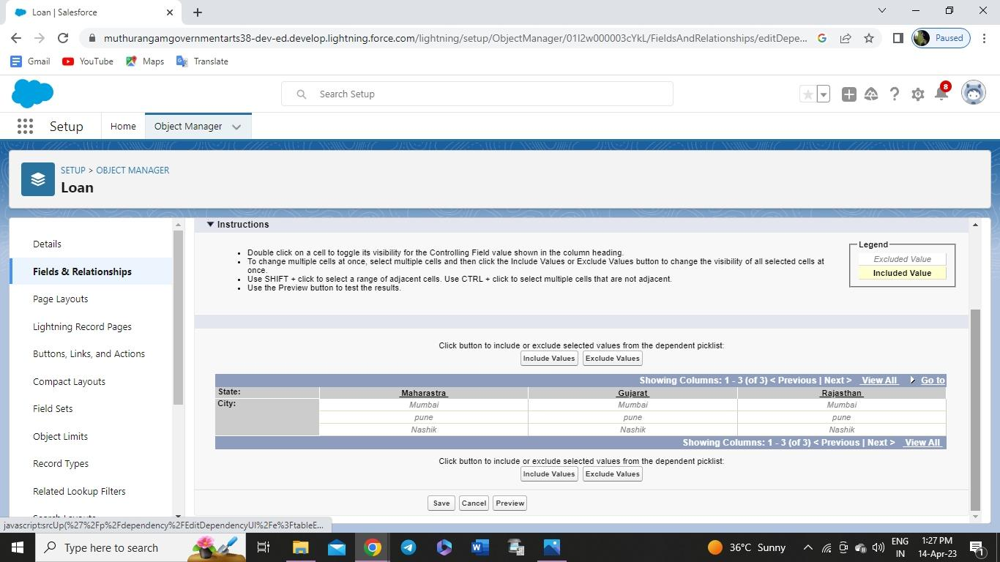 Loan | Salesforce
muthurangamgovernmentarts38-dev-ed.develop.lightning.force.com/lightning/setup/ObjectManager/01I2w000003cYkL/FieldsAndRelationships/editDepe...
Paused
Gmail
YouTube
Maps
Translate
Search Setup
8
Setup
Home
Object Manager
SETUP > OBJECT MANAGER
Loan
Details
Fields & Relationships
Page Layouts
Lightning Record Pages
Buttons, Links, and Actions
Compact Layouts
Field Sets
Object Limits
Record Types
Related Lookup Filters
Instructions
Double click on a cell to toggle its visibility for the Controlling Field value shown in the column heading.
To change multiple cells at once, select multiple cells and then click the Include Values or Exclude Values button to change the visibility of all selected cells at
once.
Use SHIFT + click to select a range of adjacent cells. Use CTRL + click to select multiple cells that are not adjacent.
Use the Preview button to test the results.
Legend
Excluded Value
Included Value
Click button to include or exclude selected values from the dependent picklist:
Include Values Exclude Values
Showing Columns: 1 - 3 (of 3) < Previous | Next > View All Go to
State: Maharastra Gujarat Rajasthan
City: Mumbai Mumbai Mumbai
pune pune pune
Nashik Nashik Nashik
Showing Columns: 1 - 3 (of 3) < Previous | Next > View All
Click button to include or exclude selected values from the dependent picklist:
Include Values Exclude Values
Save Cancel Preview
javascript:srcUp(%27%2Fp%2Fdependency%2FEditDependencyUI%2Fe%3FtableE...
Type here to search
36°C Sunny
ENG
IN
1:27 PM
14-Apr-23
1